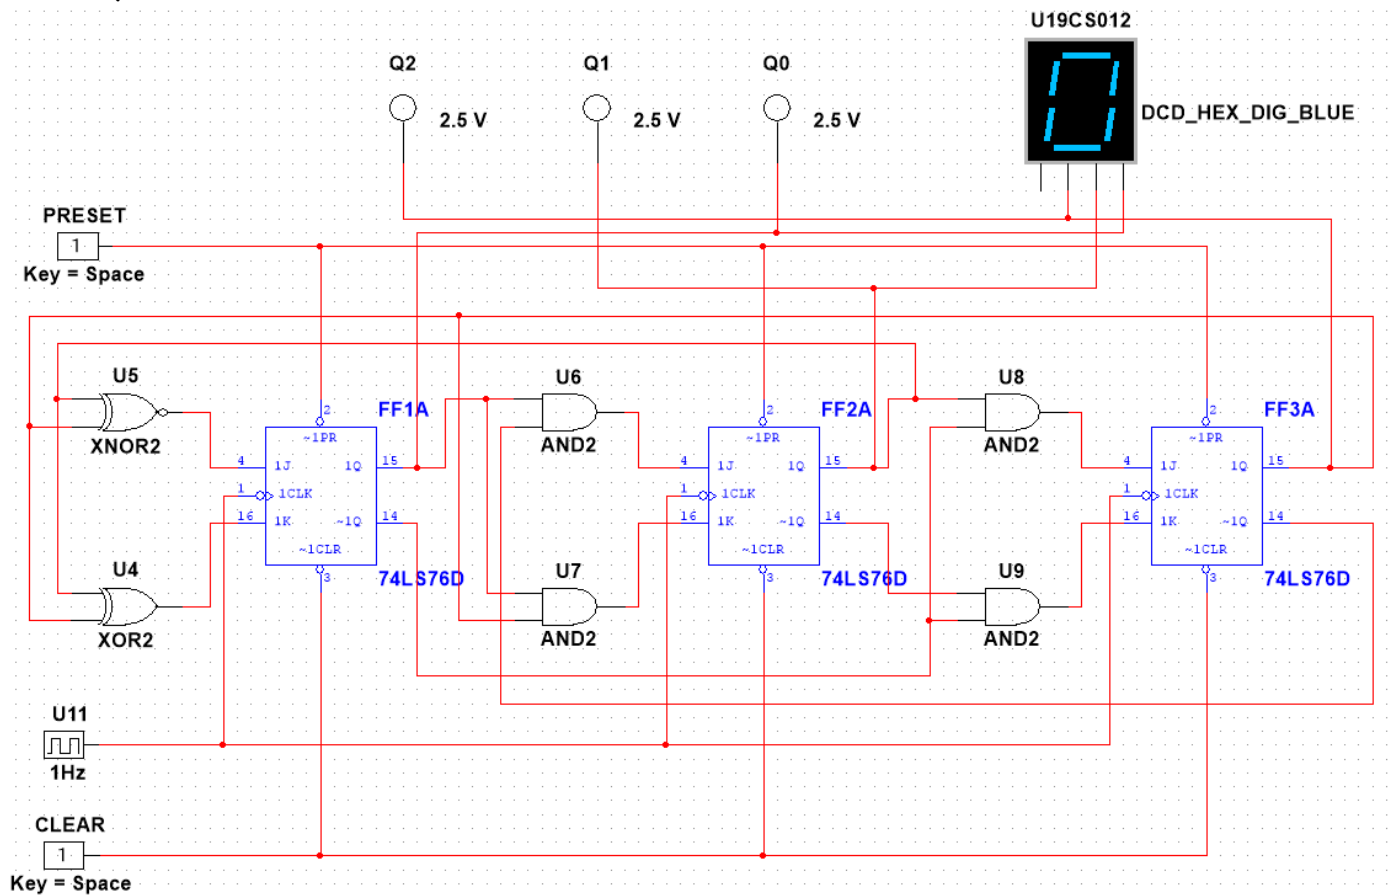 U19CS012
Q2 Q1 Q0
2.5 V 2.5 V 2.5 V
DCD_HEX_DIG_BLUE
PRESET
1
Key = Space
U5 U6 U8
XNOR2 AND2 AND2
FF1A FF2A FF3A
2 2 2
~1PR ~1PR ~1PR
4 1J 1Q 15 4 1J 1Q 15 4 1J 1Q 15
1 1CLK 1 1CLK 1 1CLK
16 1K ~1Q 14 16 1K ~1Q 14 16 1K ~1Q 14
~1CLR ~1CLR ~1CLR
3 3 3
74LS76D 74LS76D 74LS76D
U4 U7 U9
XOR2 AND2 AND2
U11
1Hz
CLEAR
1
Key = Space
0